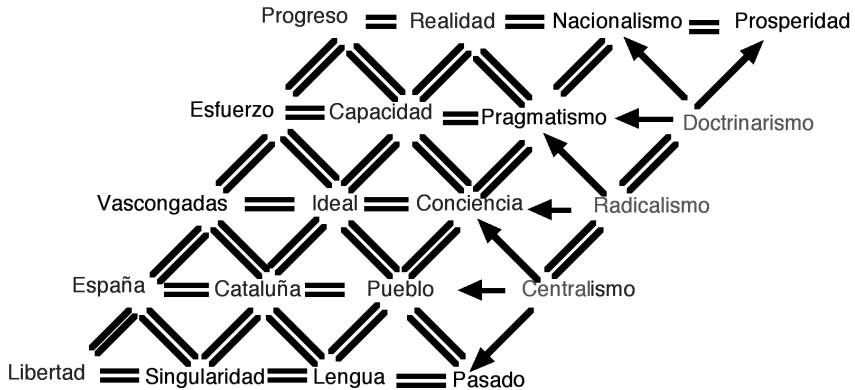 Progreso Realidad Nacionalismo Prosperidad
Esfuerzo Capacidad Pragmatismo Doctrinarismo
Vascongadas Ideal Conciencia Radicalismo
España Cataluña Pueblo Centralismo
Libertad Singularidad Lengua Pasado